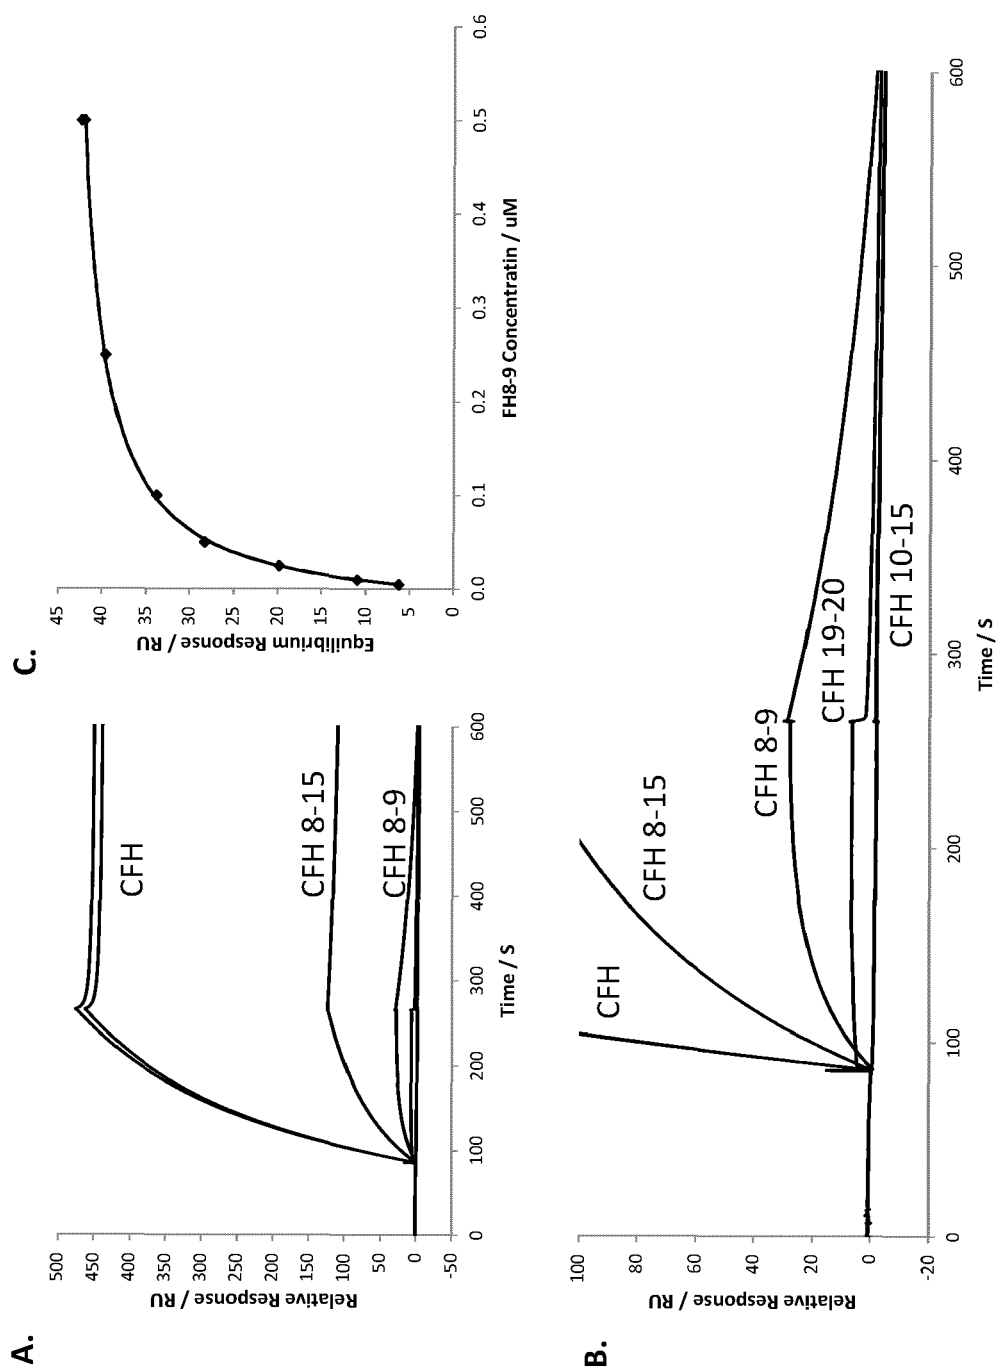 A.
Relative Response / RU
500
450
400
350
300
250
200
150
100
50
0
-50
CFH
CFH 8-15
CFH 8-9
0
100
200
300
400
500
600
Time / S
C.
Equilibrium Response / RU
45
40
35
30
25
20
15
10
5
0
0.0
0.1
0.2
0.3
0.4
0.5
0.6
FH8-9 Concentratin / uM
B.
Relative Response / RU
100
80
60
40
20
0
-20
CFH
CFH 8-15
CFH 8-9
CFH 19-20
CFH 10-15
0
100
200
300
400
500
600
Time / S